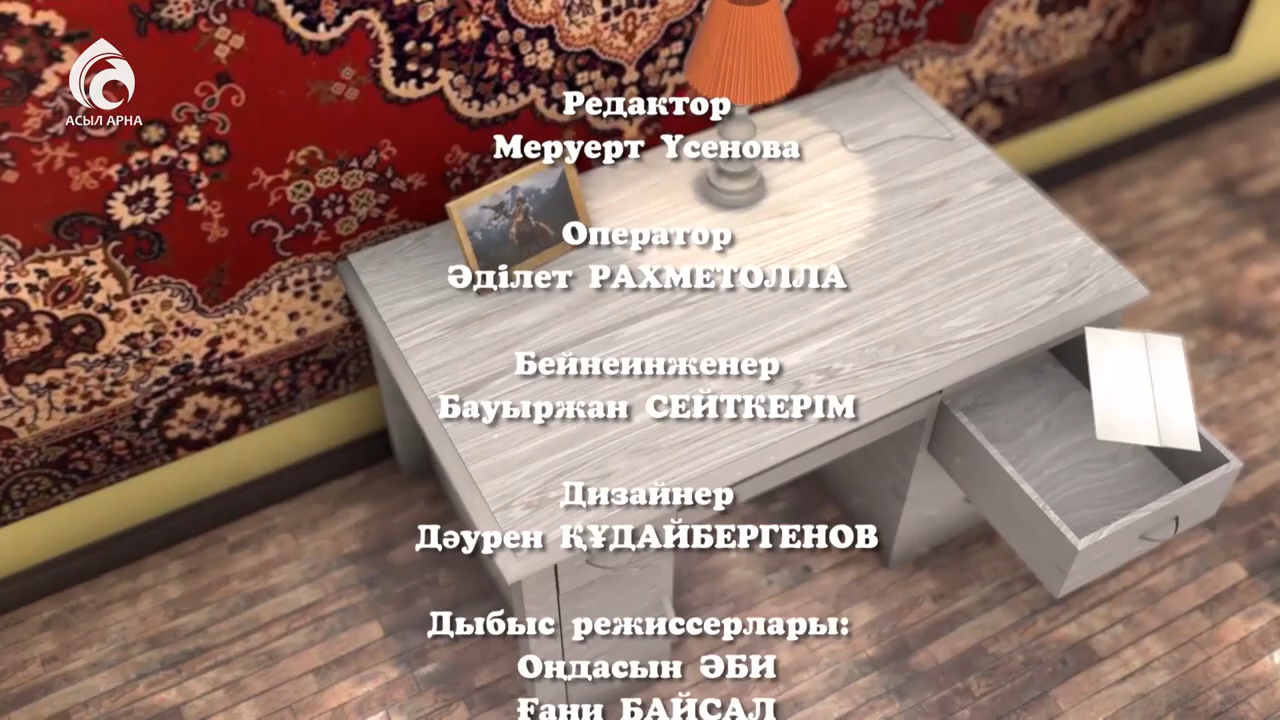 АСЫЛ АРНА
Редактор
Меруерт Үсенова
Оператор
Әділет РАХМЕТОЛЛА
Бейнеинженер
Бауыржан СЕЙТКЕРІМ
Дизайнер
Дәурен ҚҰДАЙБЕРГЕНОВ
Дыбыс режиссерлары:
Оңдасын ӘБИ
Ғани БАЙСАЛ